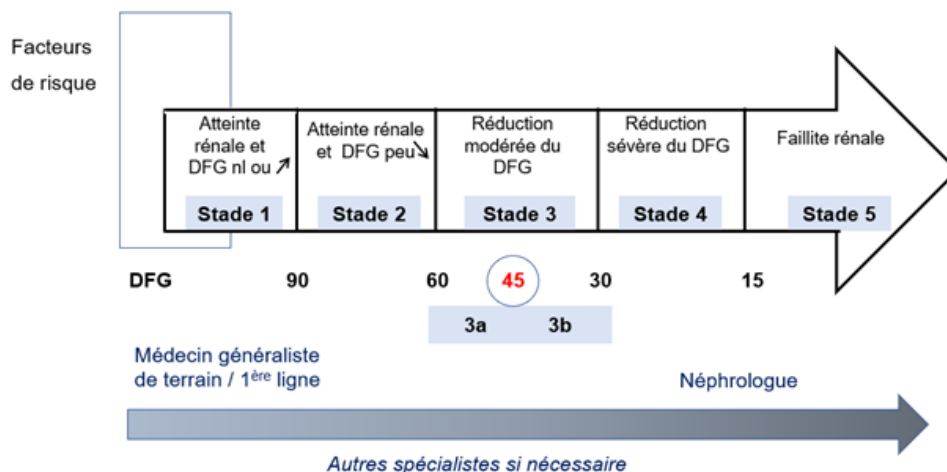 Facteurs
de risque
Atteinte
rénale et
DFG nl ou ↗
Stade 1
Atteinte rénale
et DFG peu ↘
Stade 2
Réduction
modérée du
DFG
Stade 3
Réduction
sévère du DFG
Stade 4
Faillite rénale
Stade 5
DFG 90 60 45 30 15
3a 3b
Médecin généraliste
de terrain / 1ère ligne
Néphrologue
Autres spécialistes si nécessaire